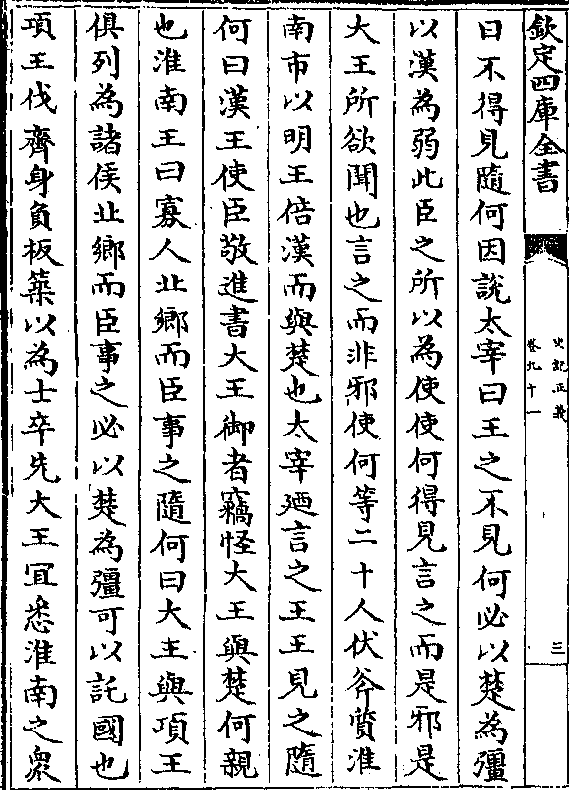 欽定四庫全書
史記正義
卷九十一
三
日不得見隨何因說太宰曰王之不見何必以楚為彊
以漢為弱此臣之所以為使使何得見言之而是邪是
大王所欲聞也言之而非邪使何等二十人伏斧質淮
南市以明王倍漢而與楚也太宰廼言之王王見之隨
何曰漢王使臣敬進書大王御者竊怪大王與楚何親
也淮南王曰寡人北鄉而臣事之隨何曰大王與項王
俱列為諸侯北鄉而臣事之必以楚為彊可以託國也
項王伐齊身負板築以為士卒先大王冝悉淮南之衆